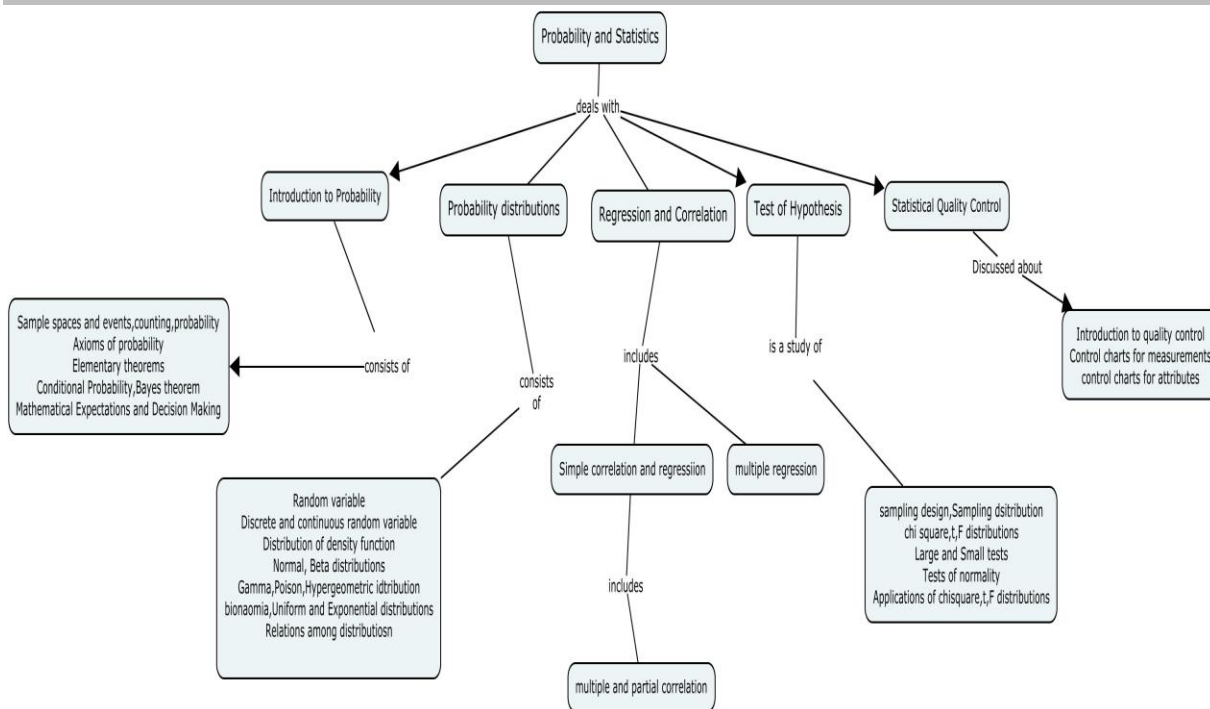 Probability and Statistics
deals with
Introduction to Probability
Probability distributions
Regression and Correlation
Test of Hypothesis
Statistical Quality Control
Discussed about
Sample spaces and events,counting,probability
Axioms of probability
Elementary theorems
Conditional Probability,Bayes theorem
Mathematical Expectations and Decision Making
consists of
consists
of
includes
is a study of
Introduction to quality control
Control charts for measurements
control charts for attributes
Simple correlation and regresiion
multiple regression
Random variable
Discrete and continuous random variable
Distribution of density function
Normal, Beta distributions
Gamma,Poison,Hypergeometric idtribution
bionaomia,Uniform and Exponential distributions
Relations among distributiosn
includes
sampling design,Sampling dsitribution
chi square,t,F distributions
Large and Small tests
Tests of normality
Applications of chisquare,t,F distributions
multiple and partial correlation